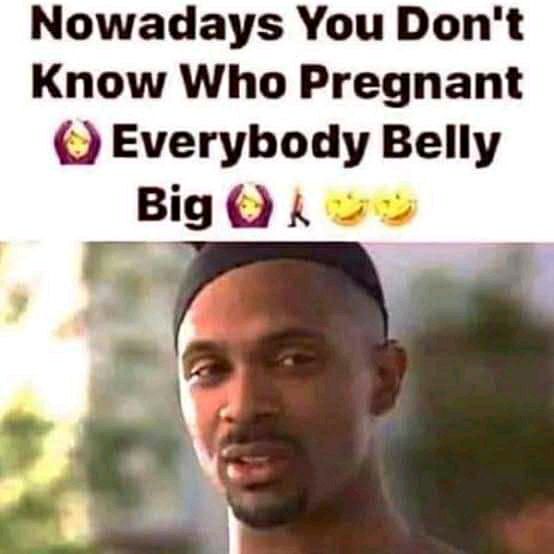 Nowadays You Don't
Know Who Pregnant
🙆 Everybody Belly
Big 🙆🚶🤣🤣